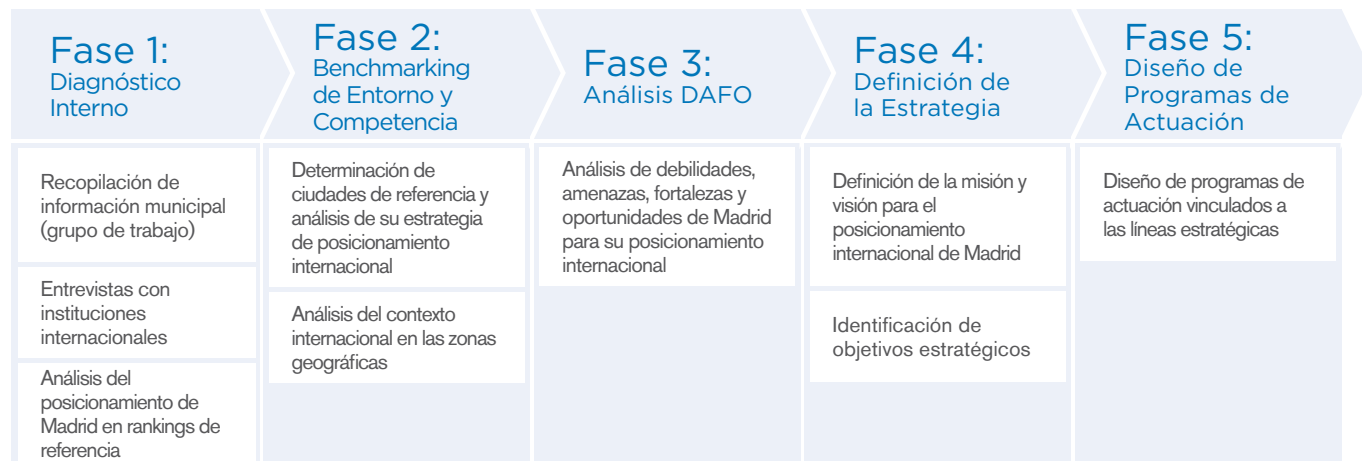 Fase 1:
Diagnóstico
Interno
Fase 2:
Benchmarking
de Entorno y
Competencia
Fase 3:
Análisis DAFO
Fase 4:
Definición de
la Estrategia
Fase 5:
Diseño de
Programas de
Actuación
Recopilación de
información municipal
(grupo de trabajo)
Entrevistas con
instituciones
internacionales
Análisis del
posicionamiento de
Madrid en rankings de
referencia
Determinación de
ciudades de referencia y
análisis de su estrategia
de posicionamiento
internacional
Análisis del contexto
internacional en las zonas
geográficas
Análisis de debilidades,
amenazas, fortalezas y
oportunidades de Madrid
para su posicionamiento
internacional
Definición de la misión y
visión para el
posicionamiento
internacional de Madrid
Identificación de
objetivos estratégicos
Diseño de programas de
actuación vinculados a
las líneas estratégicas